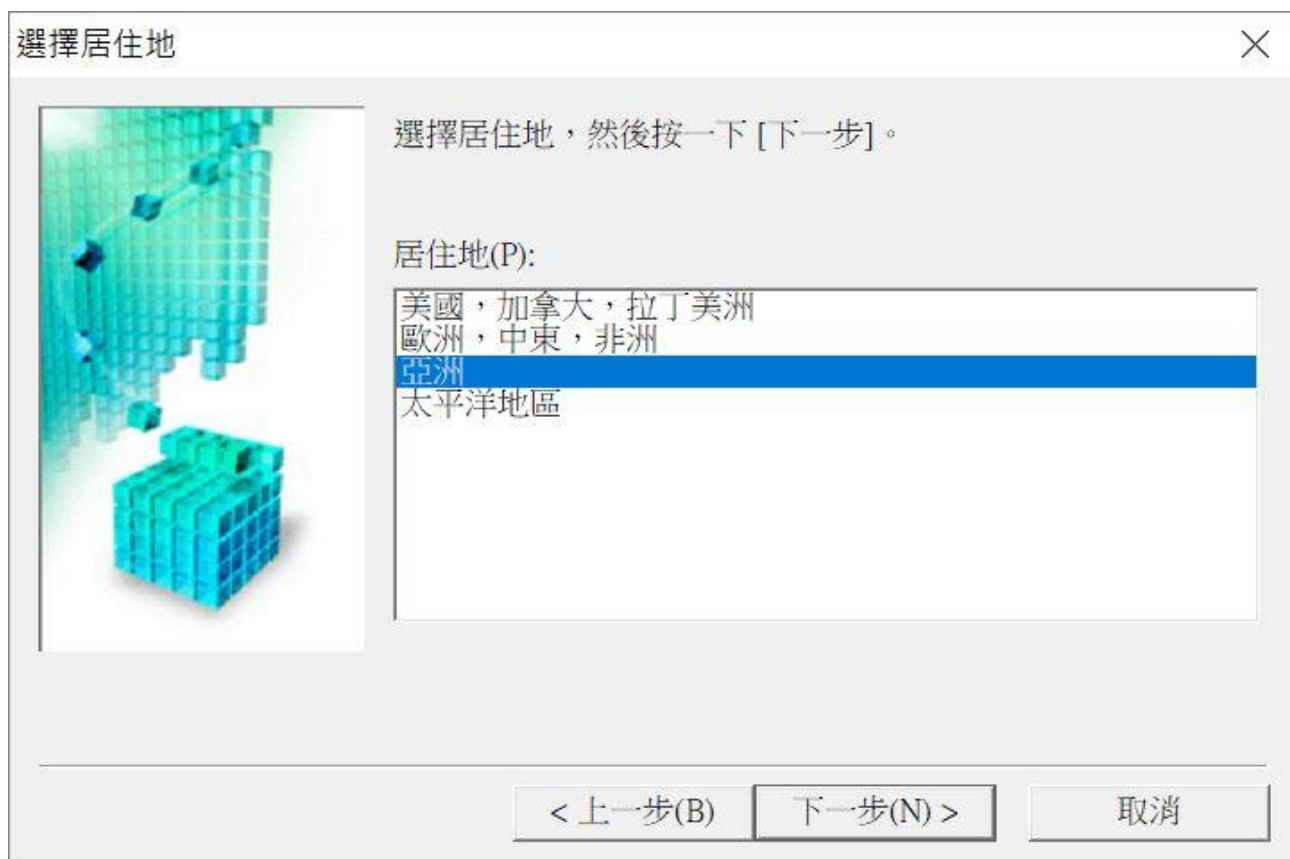 選擇居住地
選擇居住地，然後按一下 [下一步]。
居住地(P):
美國，加拿大，拉丁美洲
歐洲，中東，非洲
亞洲
太平洋地區
< 上一步(B)
下一步(N) >
取消